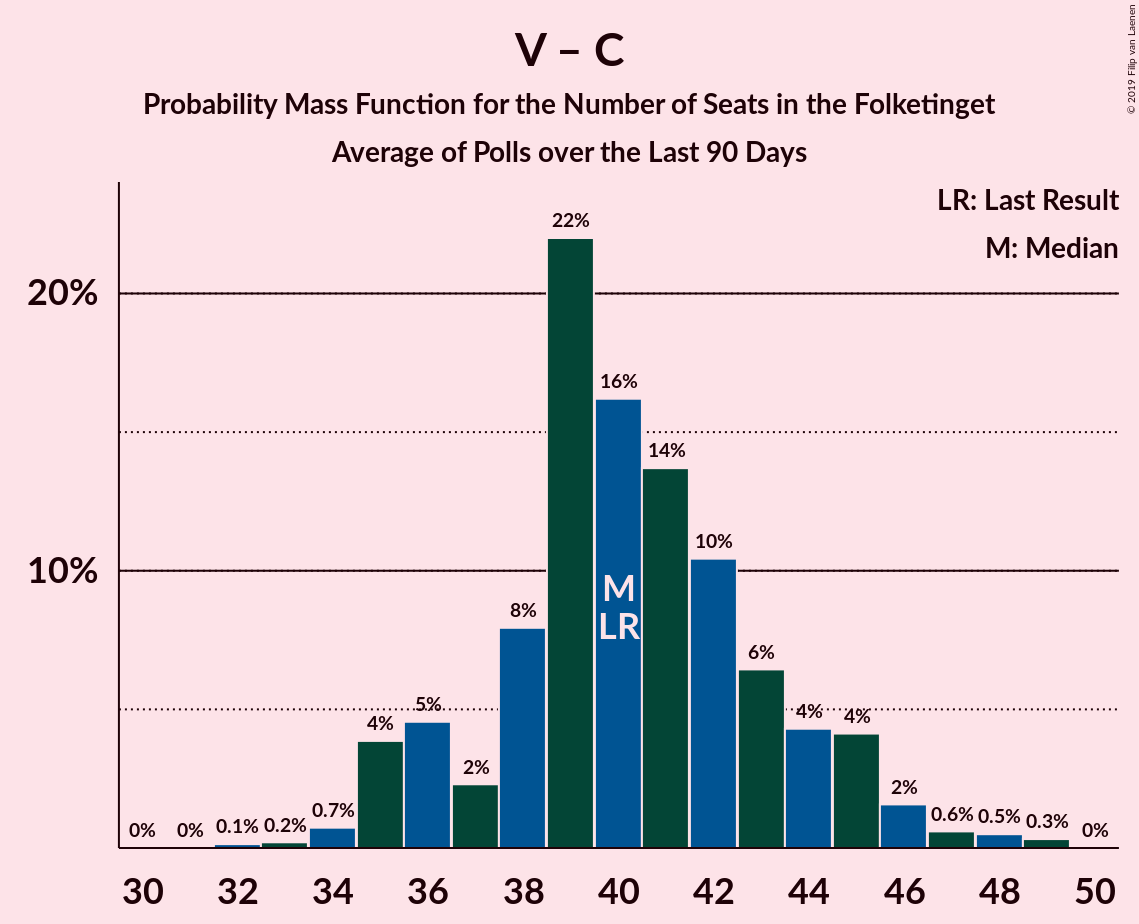 V – C
Probability Mass Function for the Number of Seats in the Folketinget
Average of Polls over the Last 90 Days
© 2019 Filip van Laenen
LR: Last Result
M: Median
20%
10%
0%
0%
0.1%
0.2%
0.7%
4%
5%
2%
8%
22%
16%
14%
10%
6%
4%
4%
2%
0.6%
0.5%
0.3%
0%
M
LR
30 32 34 36 38 40 42 44 46 48 50